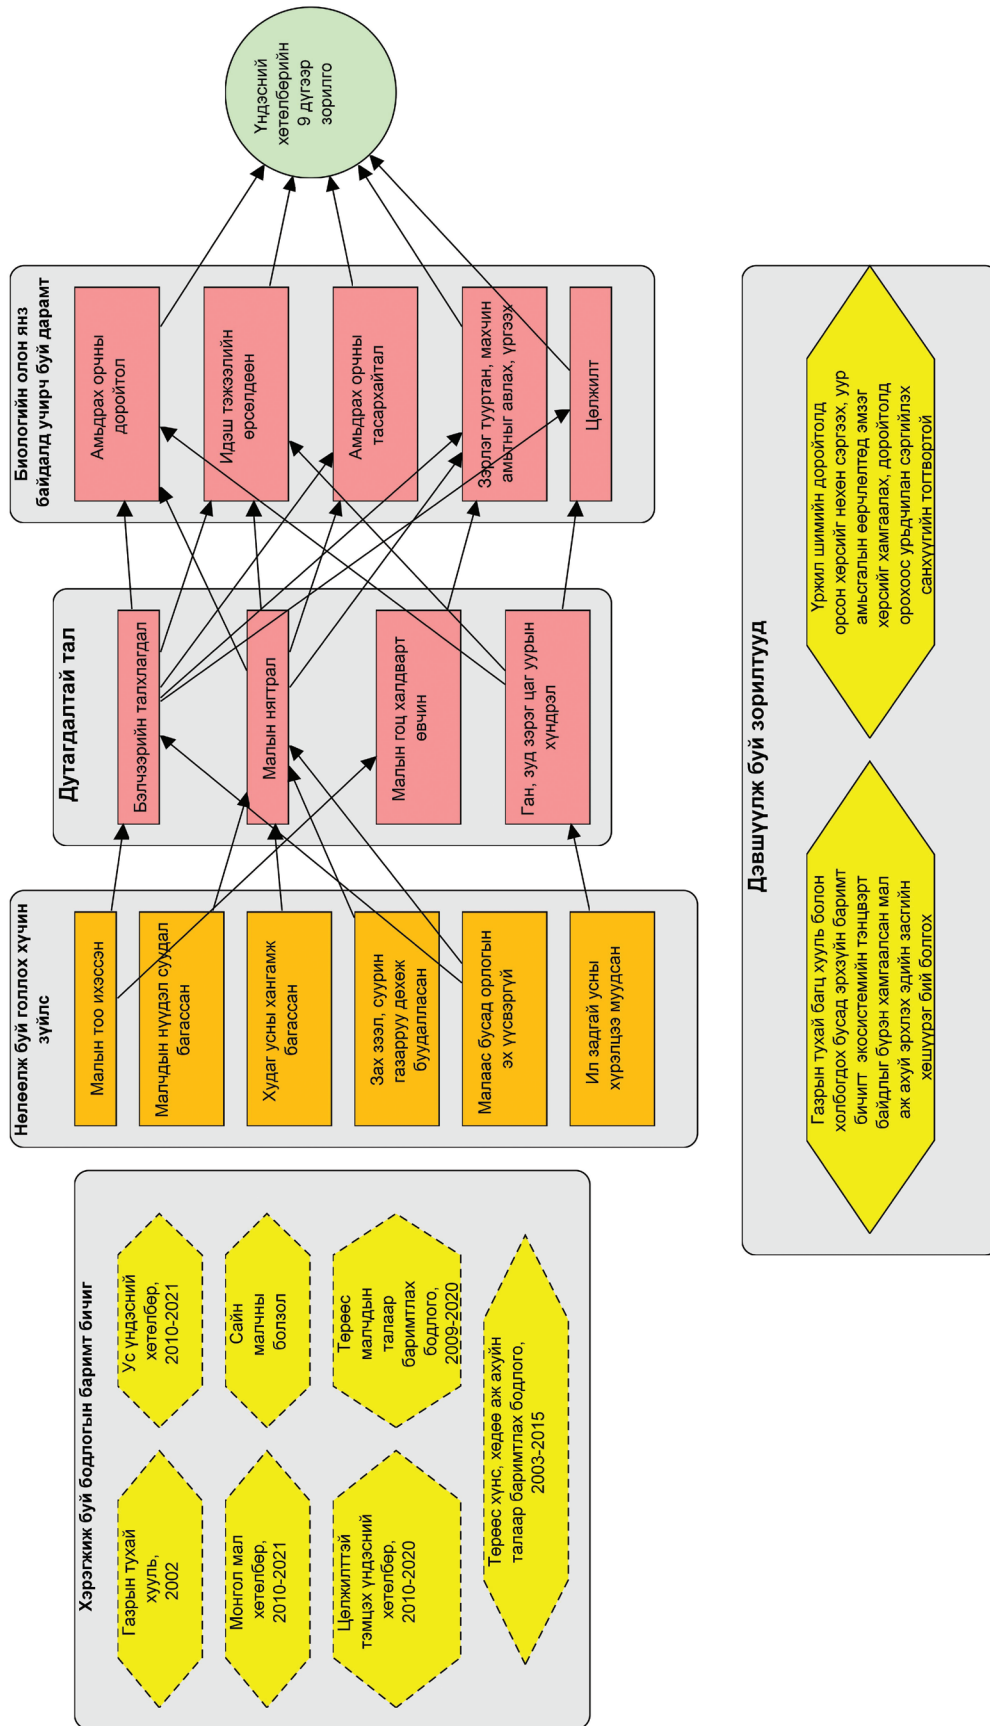 Хэрэгжиж буй бодлогын баримт бичиг
Газрын тухай
хууль,
2002
Ус үндэсний
хөтөлбөр,
2010-2021
Монгол мал
хөтөлбөр,
2010-2021
Сайн
малчны
болзол
Цөлжилттэй
тэмцэх үндэсний
хөтөлбөр,
2010-2020
Төрөөс
малчдын
талаар
баримтлах
бодлого,
2009-2020
Төрөөс хүнс, хөдөө аж ахуйн
талаар баримтлах бодлого,
2003-2015
Нөлөөлж буй голлох хүчин
зүйлс
Малын тоо ихэссэн
Малчдын нүүдэл суудал
багассан
Худаг усны хангамж
багассан
Зах зээл, суурин
газарруу дөхөж
буудалласан
Малаас бусад орлогын
эх үүсвэргүй
Ил задгай усны
хүрэлцээ муудсан
Дутагдалтай тал
Бэлчээрийн талхлагдал
Малын нягтрал
Малын гоц халдварт
өвчин
Ган, зуд зэрэг цаг уурын
хүндрэл
Биологийн олон янз
байдалд учирч буй дарамт
Амьдрах орчны
доройтол
Идэш тэжээлийн
өрсөлдөөн
Амьдрах орчны
тасархайтал
Зэрлэг тууртан, махчин
амьтныг авлах, үргээх
Цөлжилт
Үндэсний
хөтөлбөрийн
9 дүгээр
зорилго
Дэвшүүлж буй зорилтууд
Газрын тухай багц хууль болон
холбогдох бусад эрхзүйн баримт
бичигт экосистемийн тэнцвэрт
байдлыг бүрэн хамгаалсан мал
аж ахуй эрхлэх эдийн засгийн
хөшүүрэг бий болгох
Үржил шимийн доройтолд
орсон хөрсийг нөхөн сэргээх, уур
амьсгалын өөрчлөлтөд эмзэг
хөрсийг хамгаалах, доройтолд
орохоос урьдчилан сэргийлэх
санхүүгийн тогтвортой